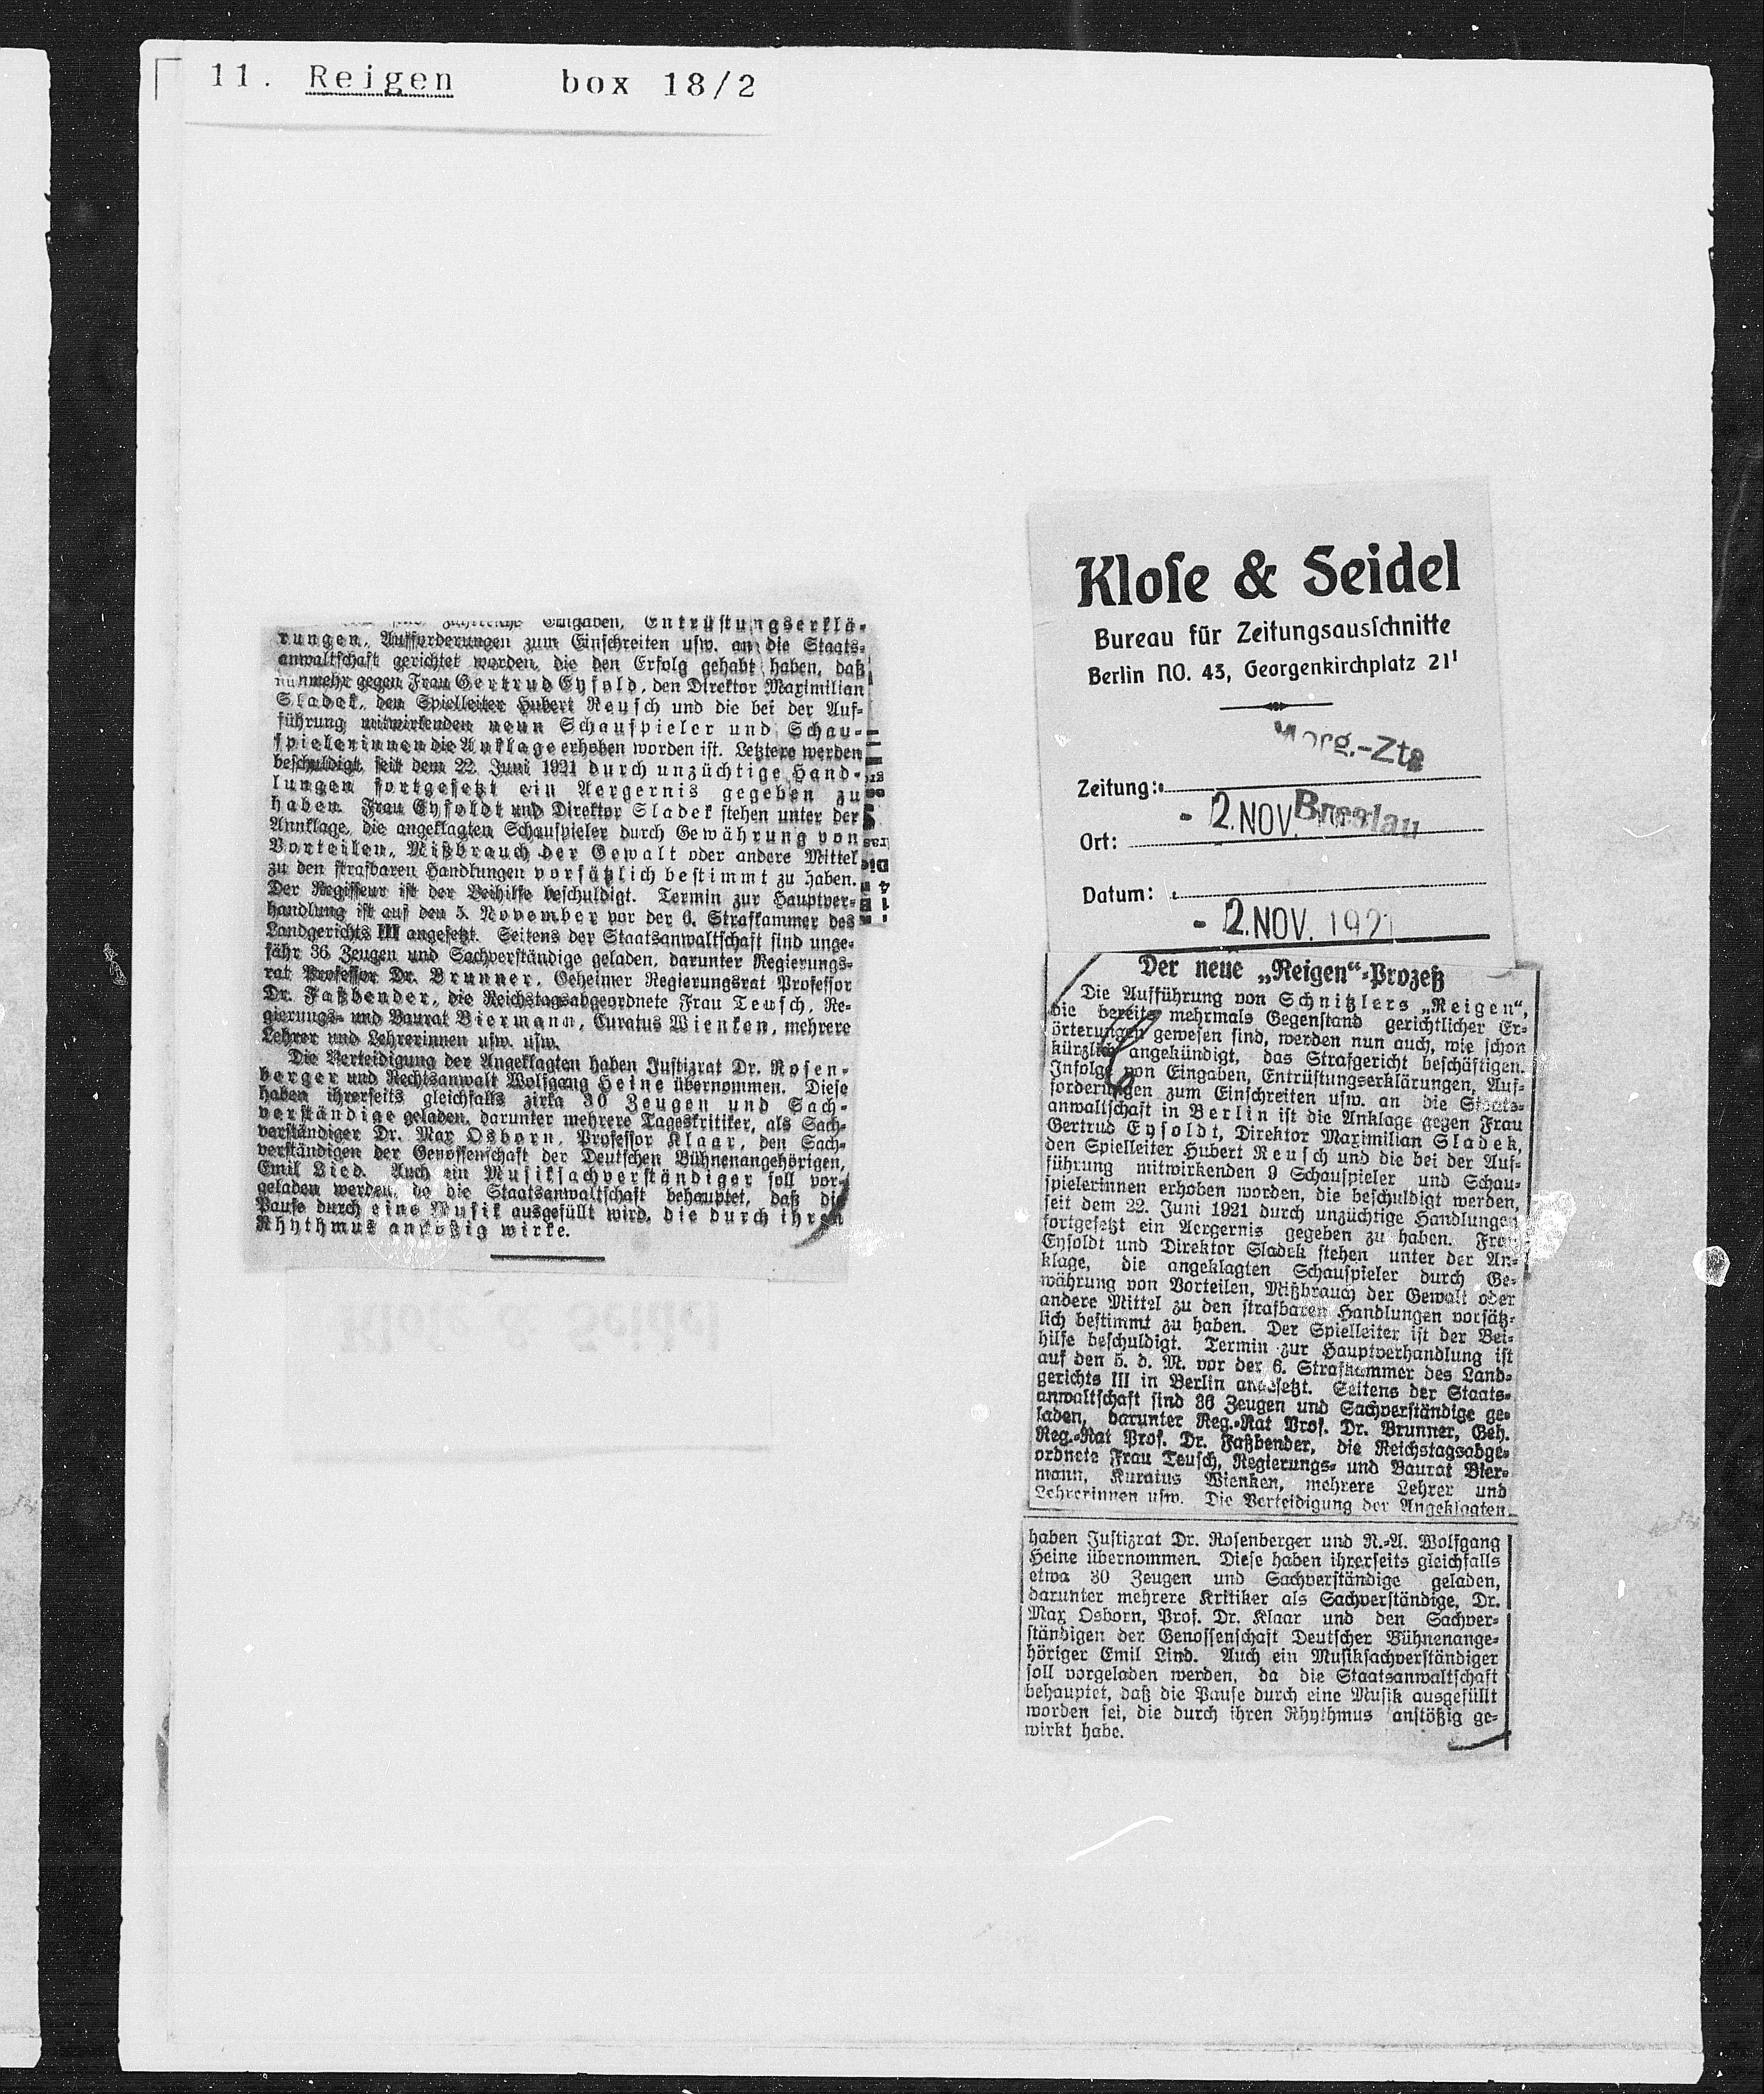 11. Reigen box 18/2
Eingaben, Entrüstungserklä-
rungen, Aufforderungen zum Einschreiten usw. an die Staats-
anwaltschaft gerichtet worden, die den Erfolg gehabt haben, daß
nunmehr gegen Frau Gertrud Eysold, den Direktor Maximilian
Sladek, den Spielleiter Hubert Reusch und die bei der Auf-
führung mitwirkenden neun Schauspieler und Schau-
spielerinnen die Anklage erhoben worden ist. Letztere werden
beschuldigt, seit dem 22. Juni 1921 durch unzüchtige Hand-
lungen fortgesetzt ein Aergernis gegeben zu
haben. Frau Eysoldt und Direktor Sladek stehen unter der
Annklage, die angeklagten Schauspieler durch Gewährung von
Vorteilen, Mißbrauch der Gewalt oder andere Mittel
zu den strafbaren Handlungen vorsätzlich bestimmt zu haben.
Der Regisseur ist der Beihilfe beschuldigt. Termin zur Hauptver-
handlung ist auf den 5. November vor der 6. Strafkammer des
Landgerichts III angesetzt. Seitens der Staatsanwaltschaft sind unge-
fähr 36 Zeugen und Sachverständige geladen, darunter Regierungs-
rat Professor Dr. Brunner, Geheimer Regierungsrat Professor
Dr. Faßbender, die Reichstagsabgeordnete Frau Teusch, Re-
gierungs- und Baurat Biermann, Curatus Wienken, mehrere
Lehrer und Lehrerinnen usw. usw.
Die Verteidigung der Angeklagten haben Justizrat Dr. Rosen-
berger und Rechtsanwalt Wolfgang Heine übernommen. Diese
haben ihrerseits gleichfalls zirka 30 Zeugen und Sach-
verständige geladen, darunter mehrere Tageskritiker, als Sach-
verständiger Dr. Max Osborn, Professor Klaar, den Sach-
verständigen der Genossenschaft der Deutschen Bühnenangehörigen,
Emil Lied. Auch ein Musiksachverständiger soll vor-
geladen werden, da die Staatsanwaltschaft behauptet, daß die
Pause durch eine Musik ausgefüllt wird, die durch ihren
Rhythmus anstößig wirke.
Klose & Seidel
Bureau für Zeitungsausschnitte
Berlin NO. 43, Georgenkirchplatz 21¹
Morg.-Ztg
Zeitung:
- 2. NOV. Breslau
Ort:
Datum:
- 2. NOV. 1921
Der neue „Reigen“-Prozeß
Die Aufführung von Schnitzlers „Reigen“,
die bereits mehrmals Gegenstand gerichtlicher Er-
örterungen gewesen sind, werden nun auch, wie schon
kürzlich angekündigt, das Strafgericht beschäftigen.
Infolge von Eingaben, Entrüstungserklärungen, Auf-
forderungen zum Einschreiten usw. an die Staats-
anwaltschaft in Berlin ist die Anklage gegen Frau
Gertrud Eysoldt, Direktor Maximilian Sladek,
den Spielleiter Hubert Reusch und die bei der Auf-
führung mitwirkenden 9 Schauspieler und Schau-
spielerinnen erhoben worden, die beschuldigt werden,
seit dem 22. Juni 1921 durch unzüchtige Handlungen
fortgesetzt ein Aergernis gegeben zu haben. Frau
Eysoldt und Direktor Sladek stehen unter der An-
klage, die angeklagten Schauspieler durch Ge-
währung von Vorteilen, Mißbrauch der Gewalt oder
andere Mittel zu den strafbaren Handlungen vorsätz-
lich bestimmt zu haben. Der Spielleiter ist der Bei-
hilfe beschuldigt. Termin zur Hauptverhandlung ist
auf den 5. d. M. vor der 6. Strafkammer des Land-
gerichts III in Berlin angesetzt. Seitens der Staats-
anwaltschaft sind 36 Zeugen und Sachverständige ge-
laden, darunter Reg.-Rat Prof. Dr. Brunner, Geh.
Reg.-Rat Prof. Dr. Faßbender, die Reichstagsabge-
ordnete Frau Teusch, Regierungs- und Baurat Bier-
mann, Kuratus Wienken, mehrere Lehrer und
Lehrerinnen usw. Die Verteidigung der Angeklagten
haben Justizrat Dr. Rosenberger und R.-A. Wolfgang
Heine übernommen. Diese haben ihrerseits gleichfalls
etwa 30 Zeugen und Sachverständige geladen,
darunter mehrere Kritiker als Sachverständige, Dr.
Max Osborn, Prof. Dr. Klaar und den Sachver-
ständigen der Genossenschaft Deutscher Bühnenange-
höriger Emil Lind. Auch ein Musiksachverständiger
soll vorgeladen werden, da die Staatsanwaltschaft
behauptet, daß die Pause durch eine Musik ausgefüllt
worden sei, die durch ihren Rhythmus anstößig ge-
wirkt habe.